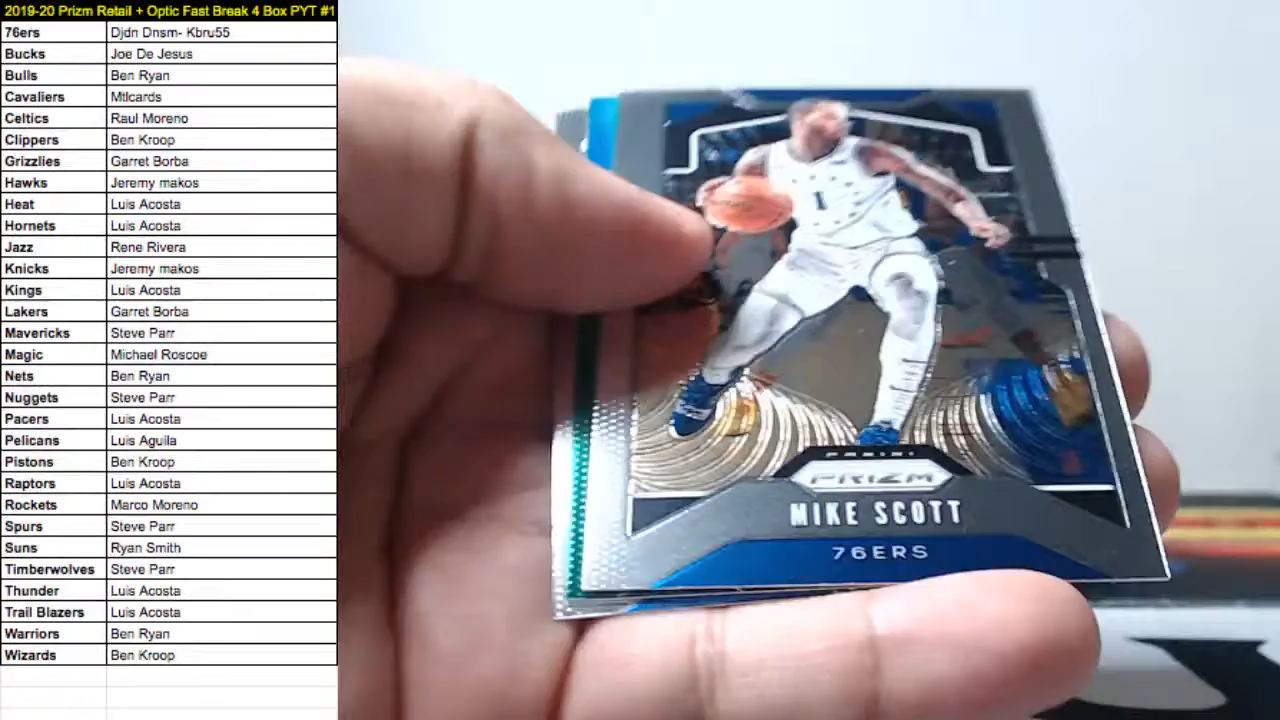 2019-20 Prizm Retail + Optic Fast Break 4 Box PYT #1
76ers Djdn Dnsm- Kbru55
Bucks Joe De Jesus
Bulls Ben Ryan
Cavaliers Mtlcards
Celtics Raul Moreno
Clippers Ben Kroop
Grizzlies Garret Borba
Hawks Jeremy makos
Heat Luis Acosta
Hornets Luis Acosta
Jazz Rene Rivera
Knicks Jeremy makos
Kings Luis Acosta
Lakers Garret Borba
Mavericks Steve Parr
Magic Michael Roscoe
Nets Ben Ryan
Nuggets Steve Parr
Pacers Luis Acosta
Pelicans Luis Aguila
Pistons Ben Kroop
Raptors Luis Acosta
Rockets Marco Moreno
Spurs Steve Parr
Suns Ryan Smith
Timberwolves Steve Parr
Thunder Luis Acosta
Trail Blazers Luis Acosta
Warriors Ben Ryan
Wizards Ben Kroop
1
PANINI
PRIZM
MIKE SCOTT
76ERS